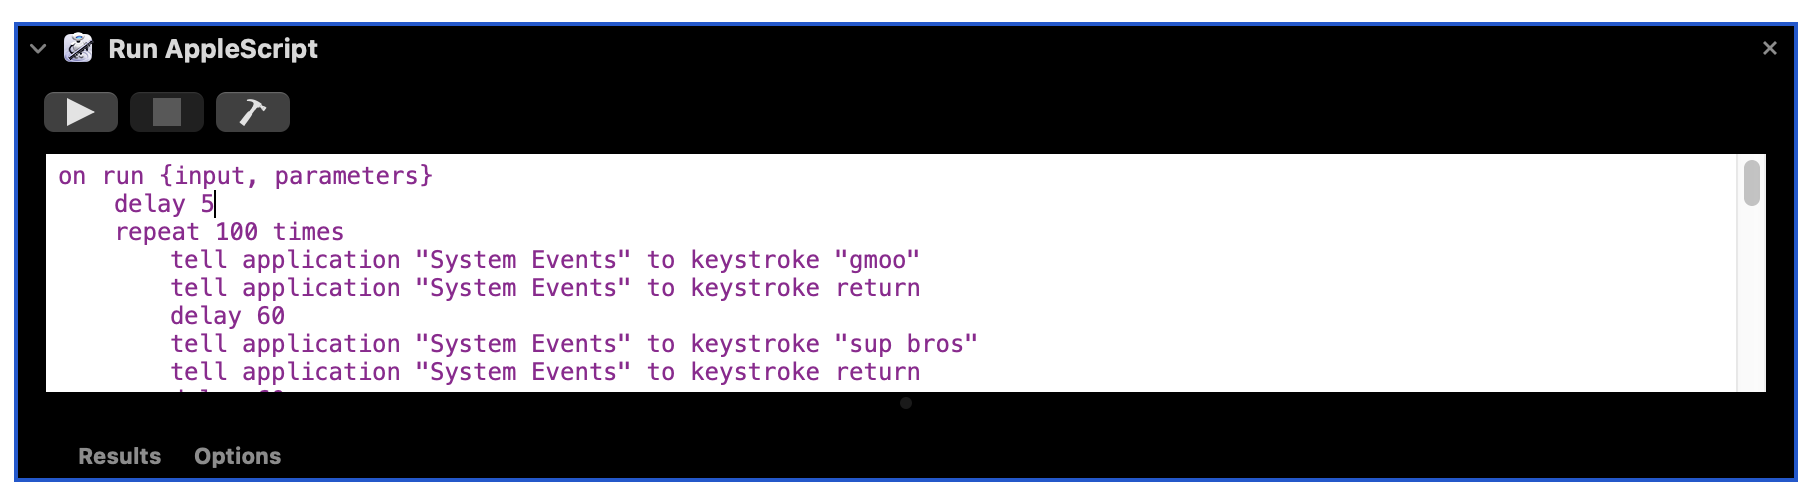 Run AppleScript
on run {input, parameters}
delay 5
repeat 100 times
tell application "System Events" to keystroke "gmoo"
tell application "System Events" to keystroke return
delay 60
tell application "System Events" to keystroke "sup bros"
tell application "System Events" to keystroke return
Results Options